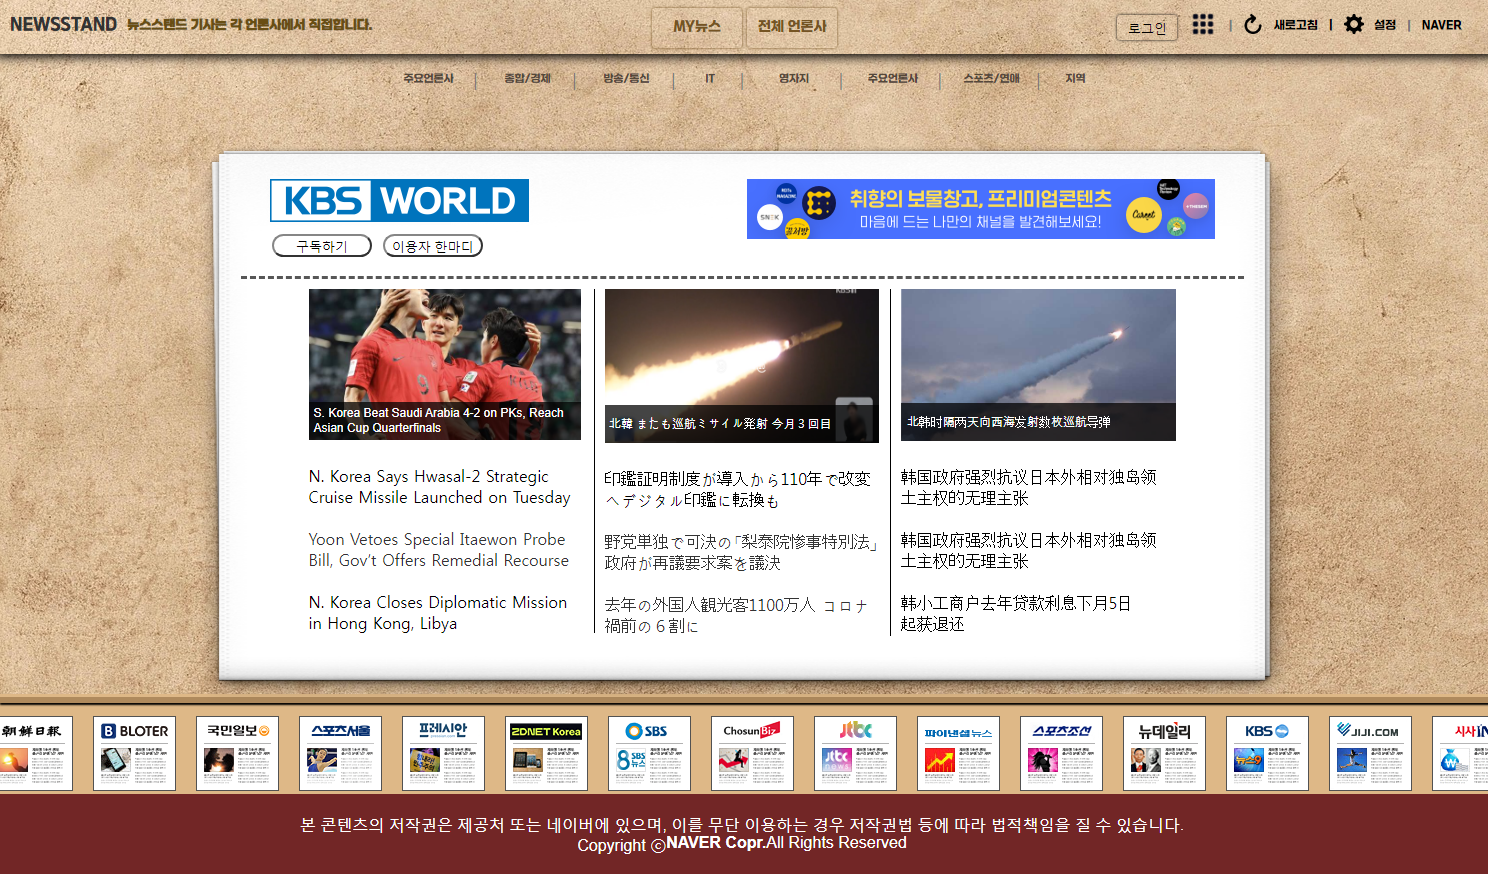 NEWSSTAND 뉴스스탠드 기사는 각 언론사에서 직접합니다.
MY뉴스 전체 언론사
로그인 | 새로고침 | 설정 | NAVER
주요언론사 | 종합/경제 | 방송/통신 | IT | 영자지 | 주요언론사 | 스포츠/연애 | 지역
KBS WORLD
구독하기 이용자 한마디
취향의 보물창고, 프리미엄콘텐츠
마음에 드는 나만의 채널을 발견해보세요!
S. Korea Beat Saudi Arabia 4-2 on PKs, Reach
Asian Cup Quarterfinals
N. Korea Says Hwasal-2 Strategic
Cruise Missile Launched on Tuesday
Yoon Vetoes Special Itaewon Probe
Bill, Gov't Offers Remedial Recourse
N. Korea Closes Diplomatic Mission
in Hong Kong, Libya
北韓 またも巡航ミサイル発射 今月３回目
印鑑証明制度が導入から110年で改変
へデジタル印鑑に転換も
野党単独で可決の「梨泰院惨事特別法」
政府が再議要求案を議決
去年の外国人観光客1100万人 コロナ
禍前の６割に
北韩时隔两天向西海发射数枚巡航导弹
韩国政府强烈抗议日本外相对独岛领
土主权的无理主张
韩国政府强烈抗议日本外相对独岛领
土主权的无理主张
韩小工商户去年贷款利息下月5日
起获退还
朝鮮日報
BLOTER
국민일보
스포츠서울
프레시안
ZDNET Korea
SBS
8 SBS 뉴스
Chosun Biz
jtbc
jtbc
파이낸셜뉴스
스포츠조선
뉴데일리
KBS
뉴스9
JIJI.COM
시사IN
본 콘텐츠의 저작권은 제공처 또는 네이버에 있으며, 이를 무단 이용하는 경우 저작권법 등에 따라 법적책임을 질 수 있습니다.
Copyright ⓒNAVER Copr.All Rights Reserved